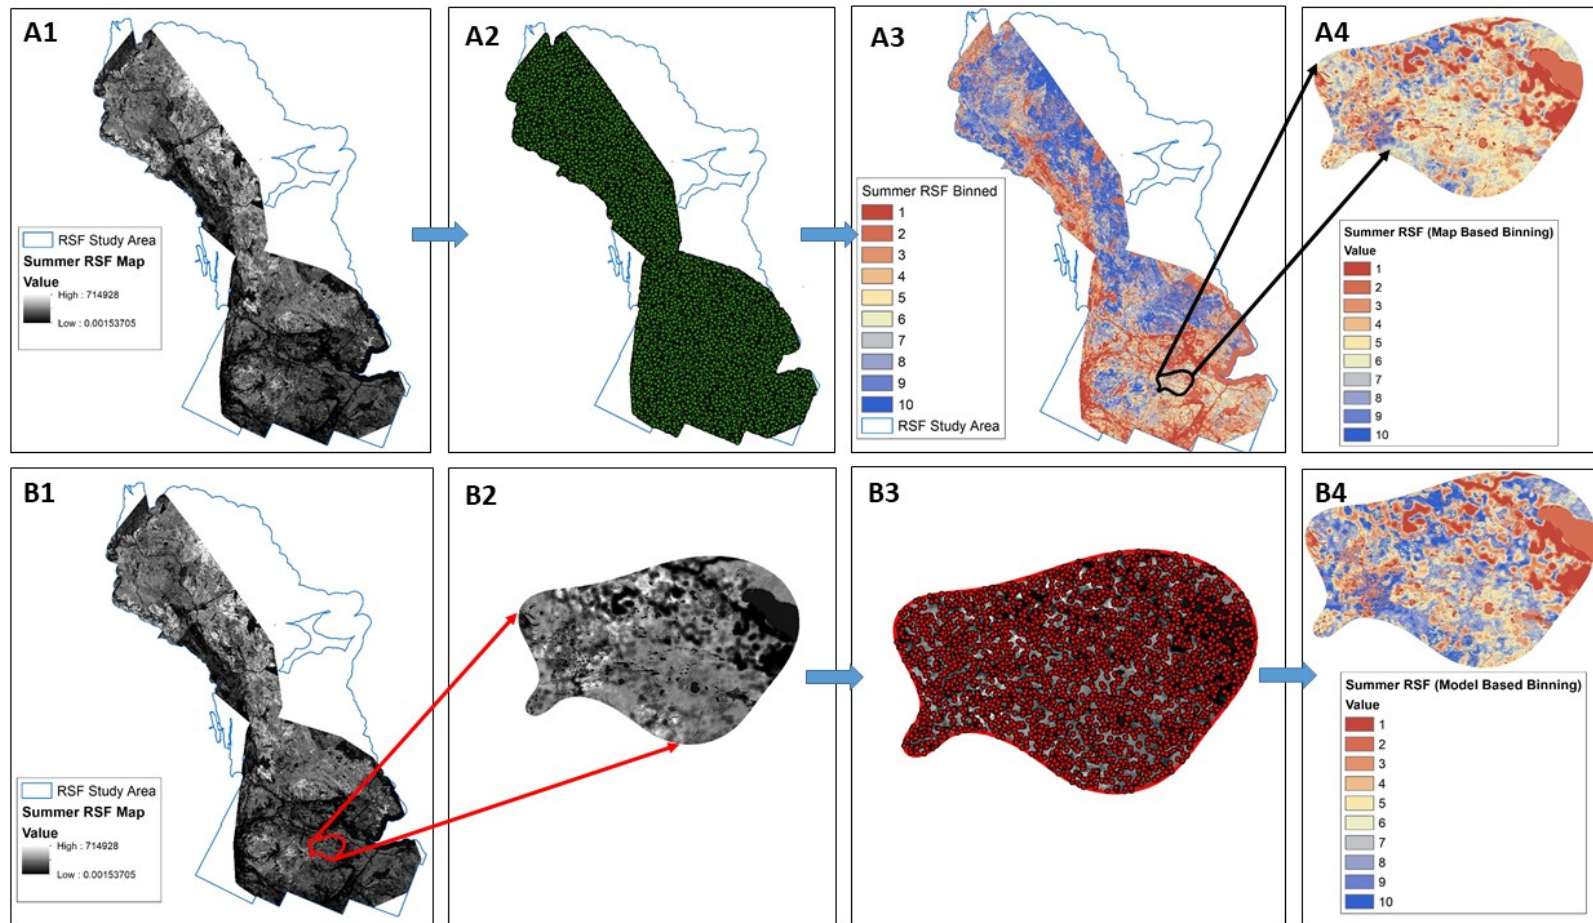 A1
RSF Study Area
Summer RSF Map
Value
High : 714928
Low : 0.00153705
A2
A3
Summer RSF Binned
1
2
3
4
5
6
7
8
9
10
RSF Study Area
A4
Summer RSF (Map Based Binning)
Value
1
2
3
4
5
6
7
8
9
10
B1
RSF Study Area
Summer RSF Map
Value
High : 714928
Low : 0.00153705
B2
B3
B4
Summer RSF (Model Based Binning)
Value
1
2
3
4
5
6
7
8
9
10